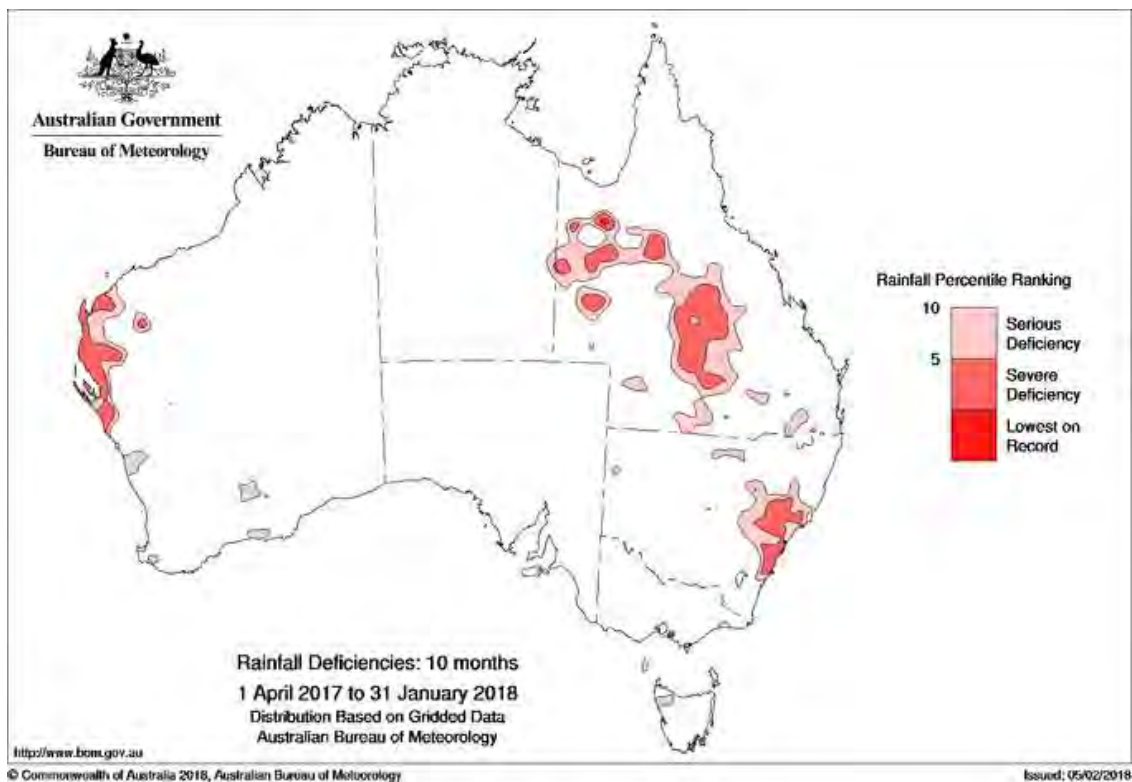 Australian Government
Bureau of Meteorology
Rainfall Percentile Ranking
10
Serious
Deficiency
5
Severe
Deficiency
Lowest on
Record
Rainfall Deficiencies: 10 months
1 April 2017 to 31 January 2018
Distribution Based on Gridded Data
Australian Bureau of Meteorology
http://www.bom.gov.au
© Commonwealth of Australia 2018, Australian Bureau of Meteorology
Issued: 05/02/2018